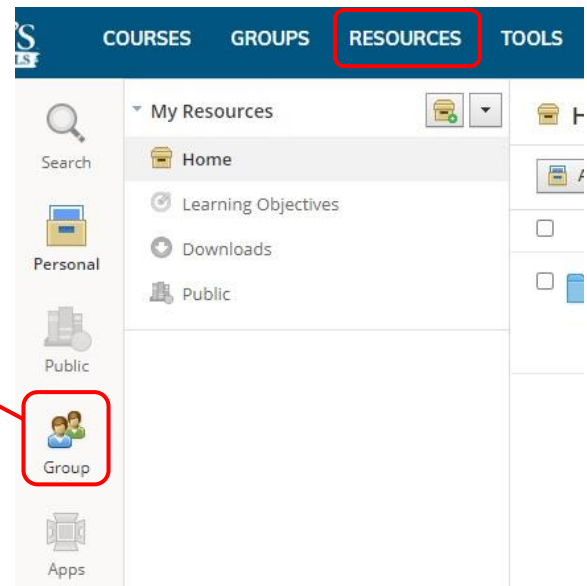 COURSES GROUPS RESOURCES TOOLS
Search
Personal
Public
Group
Apps
My Resources
Home
Learning Objectives
Downloads
Public